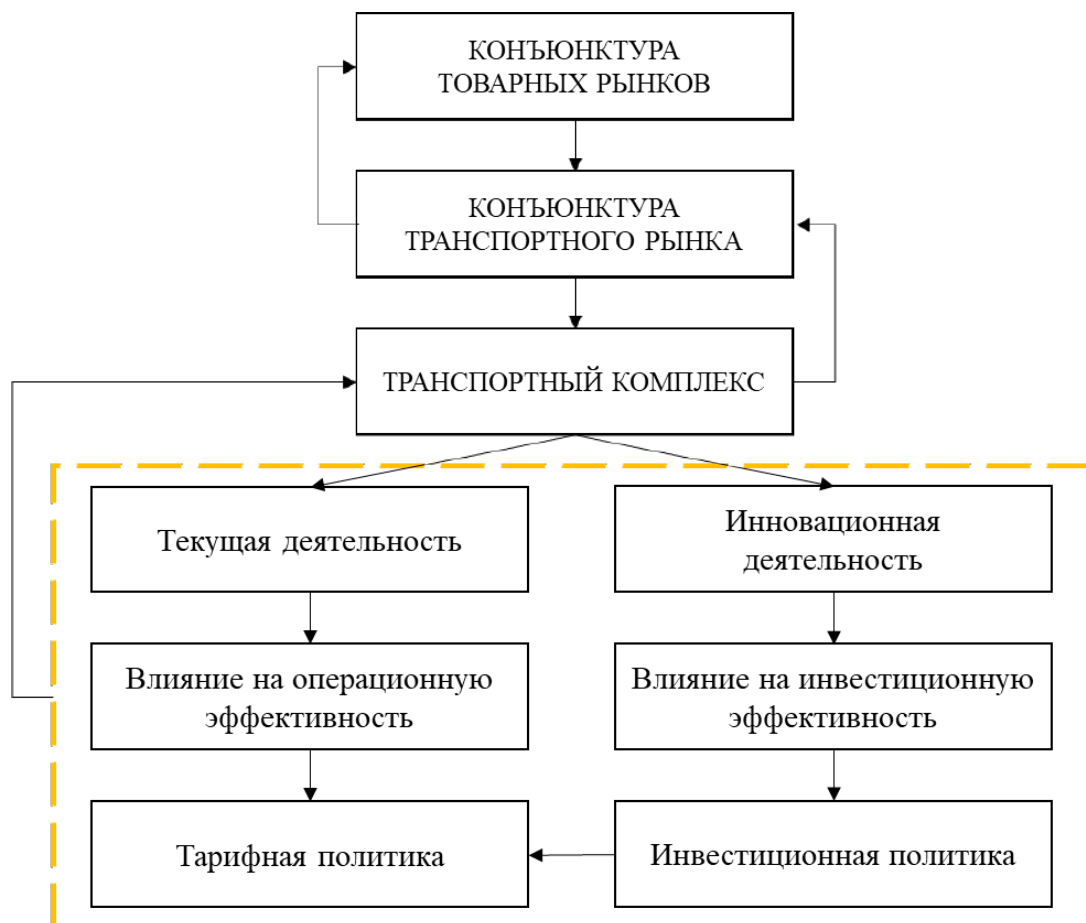 КОНЪЮНКТУРА
ТОВАРНЫХ РЫНКОВ
КОНЪЮНКТУРА
ТРАНСПОРТНОГО РЫНКА
ТРАНСПОРТНЫЙ КОМПЛЕКС
Текущая деятельность
Инновационная
деятельность
Влияние на операционную
эффективность
Влияние на инвестиционную
эффективность
Тарифная политика
Инвестиционная политика